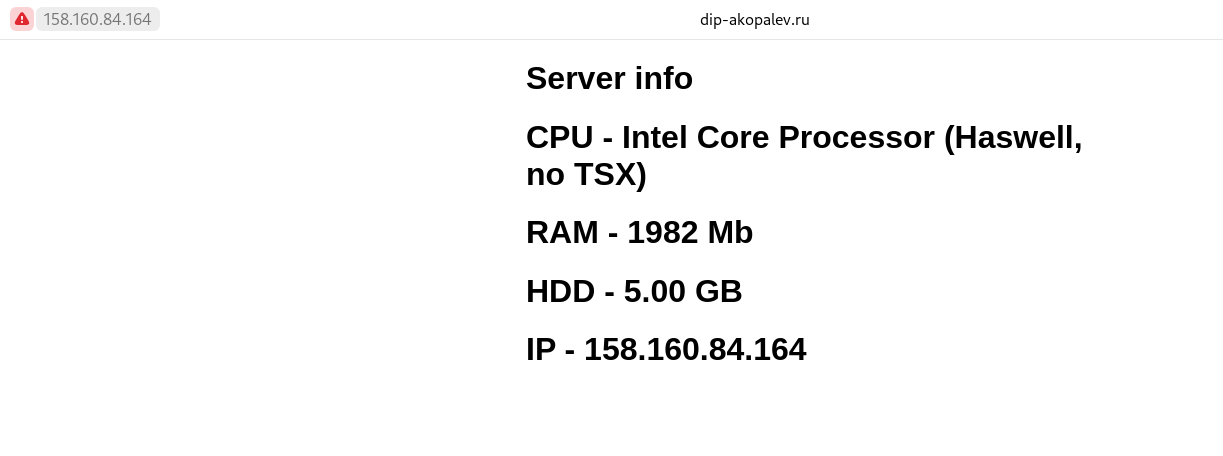 158.160.84.164
dip-akopalev.ru
Server info
CPU - Intel Core Processor (Haswell,
no TSX)
RAM - 1982 Mb
HDD - 5.00 GB
IP - 158.160.84.164